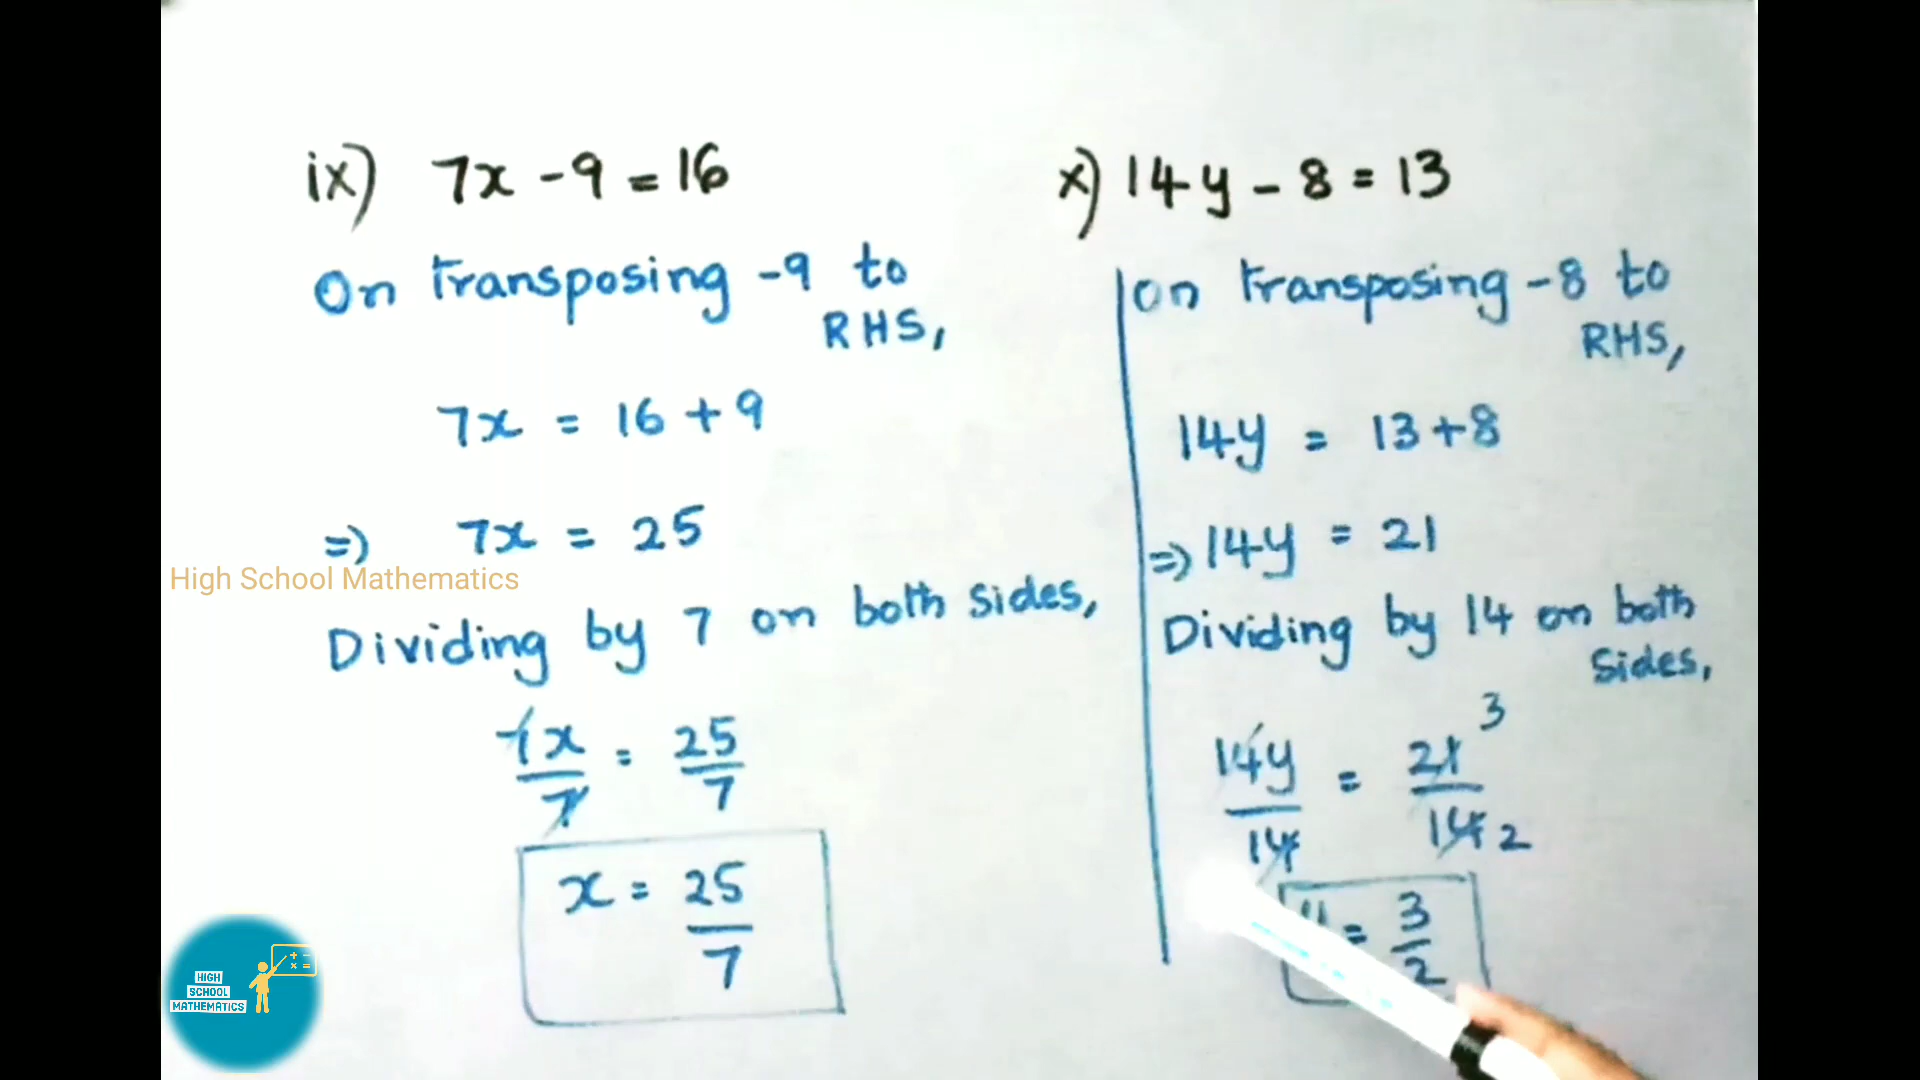 ix) 7x - 9 = 16
On transposing -9 to
RHS,
7x = 16 + 9
=> 7x = 25
Dividing by 7 on both sides,
7x/7 = 25/7
x = 25/7
x) 14y - 8 = 13
On transposing -8 to
RHS,
14y = 13+8
=> 14y = 21
Dividing by 14 on both
sides,
14y/14 = 21/14 3 2
y = 3/2
High School Mathematics
HIGH
SCHOOL
MATHEMATICS